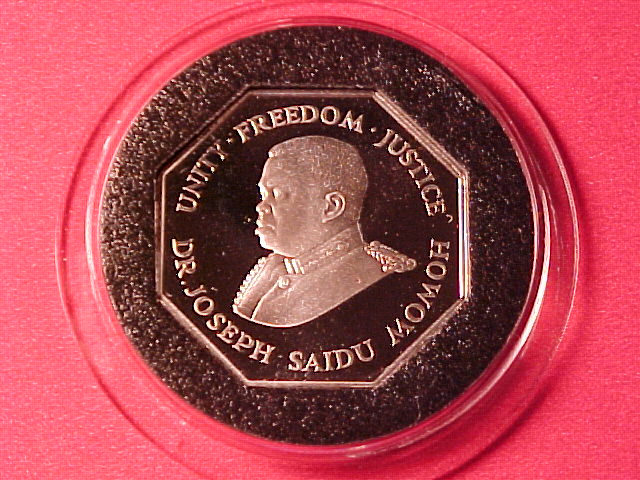 UNITY · FREEDOM · JUSTICE
DR. JOSEPH · SAIDU MOMOH